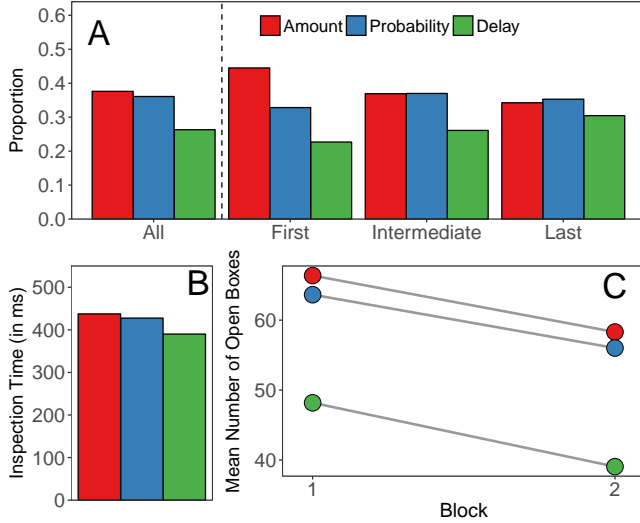 A
Amount Probability Delay
Proportion
0.6
0.5
0.4
0.3
0.2
0.1
0.0
All First Intermediate Last
B
Inspection Time (in ms)
500
400
300
200
100
0
C
Mean Number of Open Boxes
60
50
40
1 2
Block